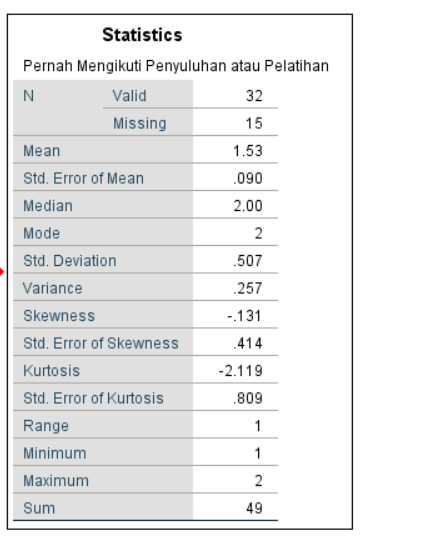 Statistics
Pernah Mengikuti Penyuluhan atau Pelatihan
N Valid 32
Missing 15
Mean 1.53
Std. Error of Mean .090
Median 2.00
Mode 2
Std. Deviation .507
Variance .257
Skewness -.131
Std. Error of Skewness .414
Kurtosis -2.119
Std. Error of Kurtosis .809
Range 1
Minimum 1
Maximum 2
Sum 49